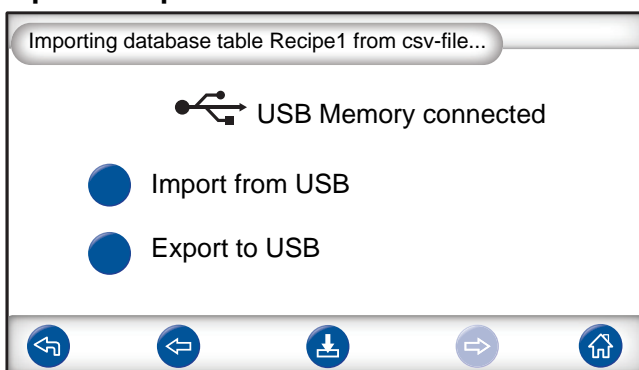 Importing database table Recipe1 from csv-file...
USB Memory connected
Import from USB
Export to USB